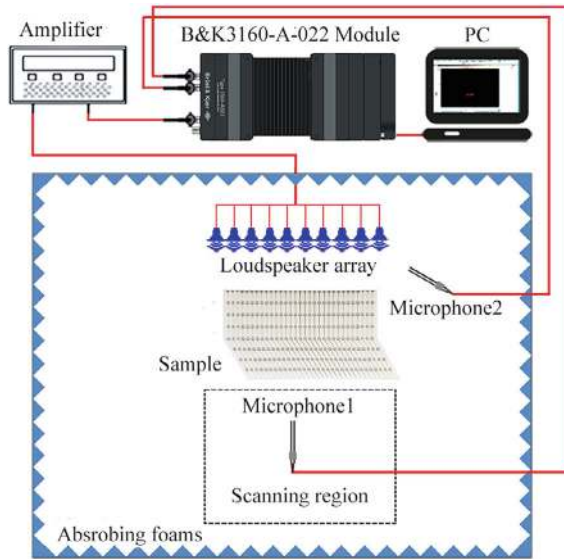 Amplifier
B&K3160-A-022 Module
PC
Loudspeaker array
Microphone2
Sample
Microphone1
Scanning region
Absrobing foams